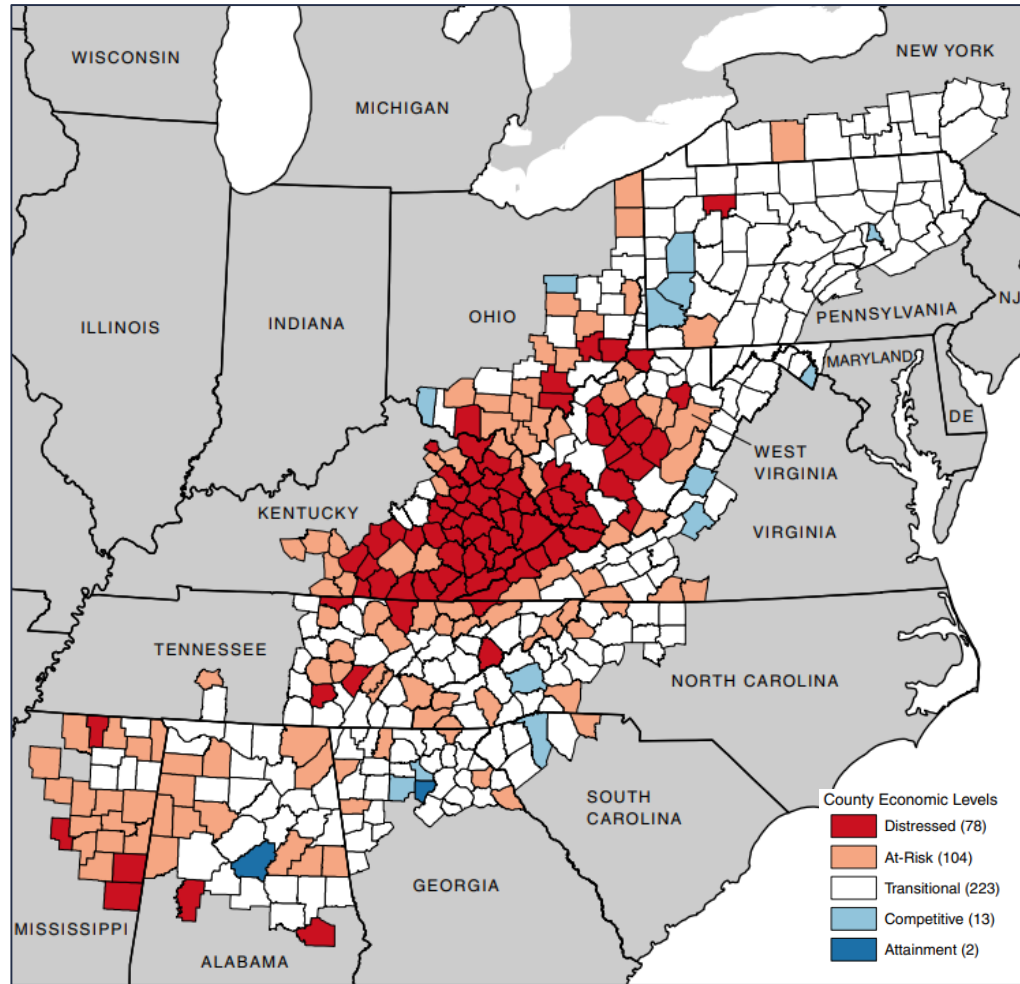 WISCONSIN
NEW YORK
MICHIGAN
ILLINOIS
INDIANA
OHIO
PENNSYLVANIA
NJ
MARYLAND
DE
WEST
VIRGINIA
KENTUCKY
VIRGINIA
TENNESSEE
NORTH CAROLINA
SOUTH
CAROLINA
GEORGIA
MISSISSIPPI
ALABAMA
County Economic Levels
Distressed (78)
At-Risk (104)
Transitional (223)
Competitive (13)
Attainment (2)